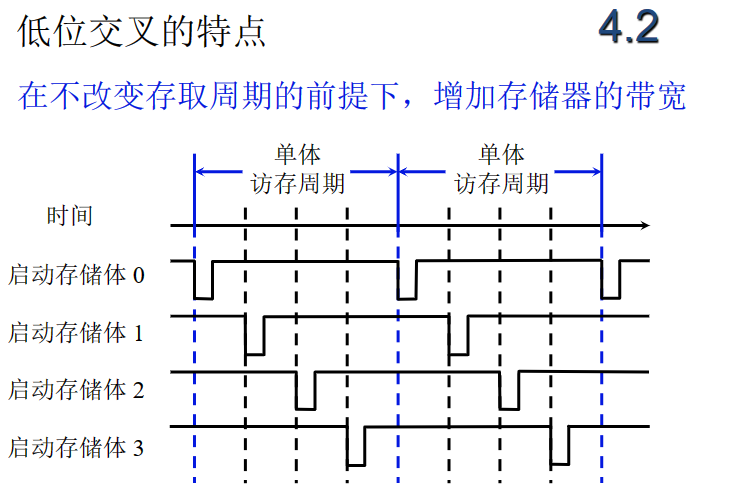 低位交叉的特点
4.2
在不改变存取周期的前提下，增加存储器的带宽
单体
访存周期
单体
访存周期
时间
启动存储体 0
启动存储体 1
启动存储体 2
启动存储体 3